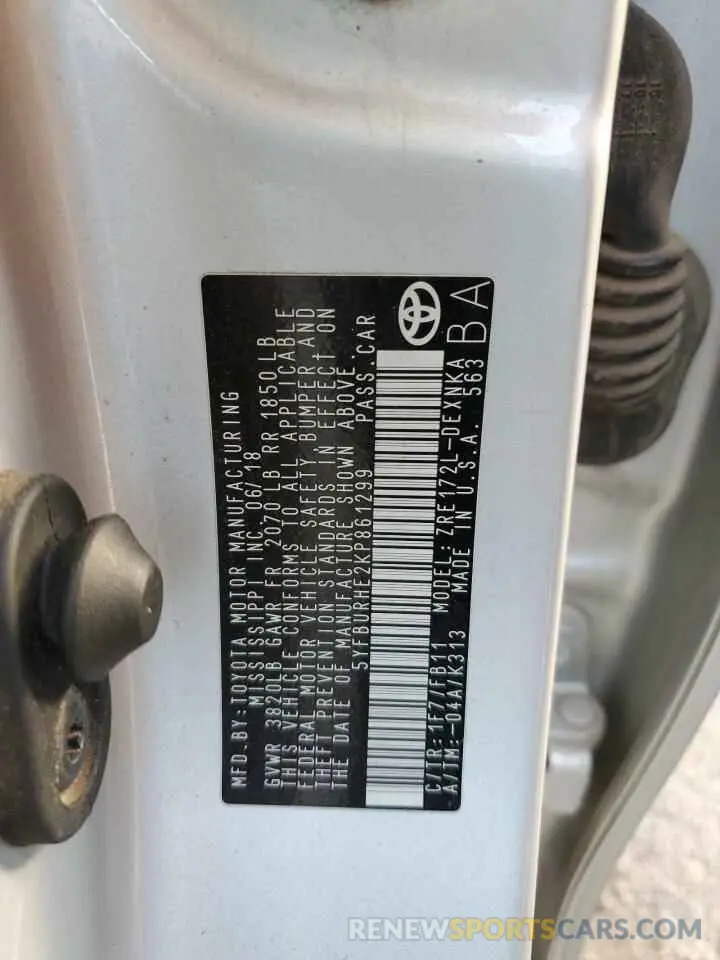 MFD.BY:TOYOTA MOTOR MANUFACTURING
MISSISSIPPI INC. 06/18
GVWR 3820LB GAWR FR 2070 LB RR 1850LB
THIS VEHICLE CONFORMS TO ALL APPLICABLE
FEDERAL MOTOR VEHICLE SAFETY, BUMPER, AND
THEFT PREVENTION STANDARDS IN EFFECT ON
THE DATE OF MANUFACTURE SHOWN ABOVE.
5YFBURHE2KP861299 PASS.CAR
C/TR:1F7/FB11 MODEL:ZRE172L-DEXNKA
A/TM:-04A/K313 MADE IN U.S.A. 563
BA
RENEWSPORTSCARS.COM